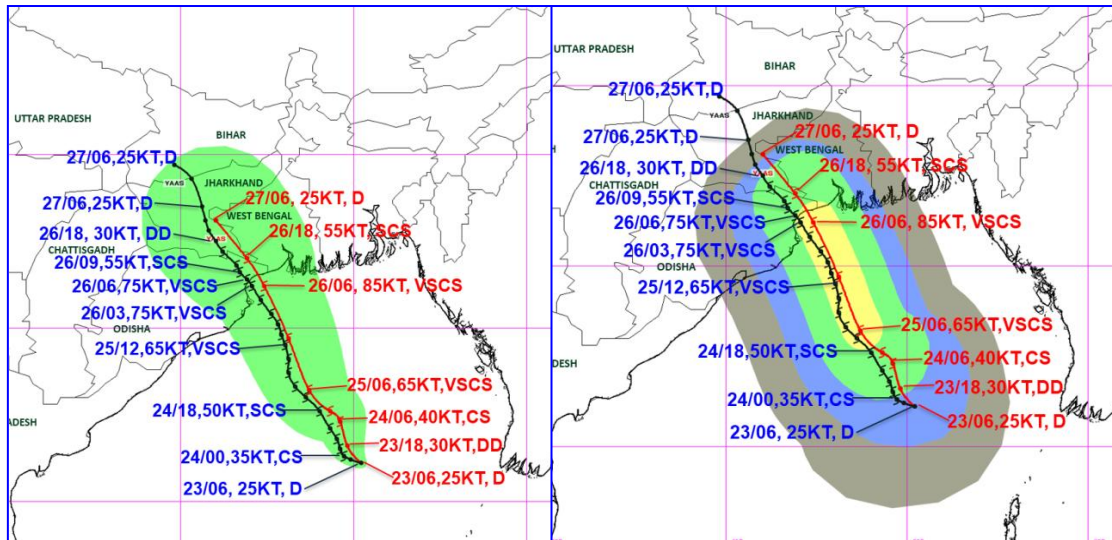 UTTAR PRADESH
BIHAR
27/06,25KT,D
YAAS
JHARKHAND
27/06,25KT,D
27/06, 25KT, D
WEST BENGAL
26/18, 30KT, DD
YAAS
26/18, 55KT, SCS
CHATTISGADH
26/09,55KT,SCS
26/06,75KT,VSCS
26/06, 85KT, VSCS
26/03,75KT,VSCS
ODISHA
25/12,65KT,VSCS
25/06,65KT,VSCS
24/18,50KT,SCS
24/06,40KT,CS
ADESH
23/18,30KT,DD
24/00,35KT,CS
23/06,25KT, D
23/06, 25KT, D
UTTAR PRADESH
BIHAR
27/06,25KT,D
YAAS
JHARKHAND
27/06,25KT,D
27/06, 25KT, D
WEST BENGAL
26/18, 30KT, DD
26/18, 55KT, SCS
YAAS
CHATTISGADH
26/09,55KT,SCS
26/06,75KT,VSCS
26/06, 85KT, VSCS
26/03,75KT,VSCS
ODISHA
25/12,65KT,VSCS
25/06,65KT,VSCS
24/18,50KT,SCS
24/06,40KT,CS
DESH
23/18,30KT,DD
24/00,35KT,CS
23/06,25KT, D
23/06, 25KT, D